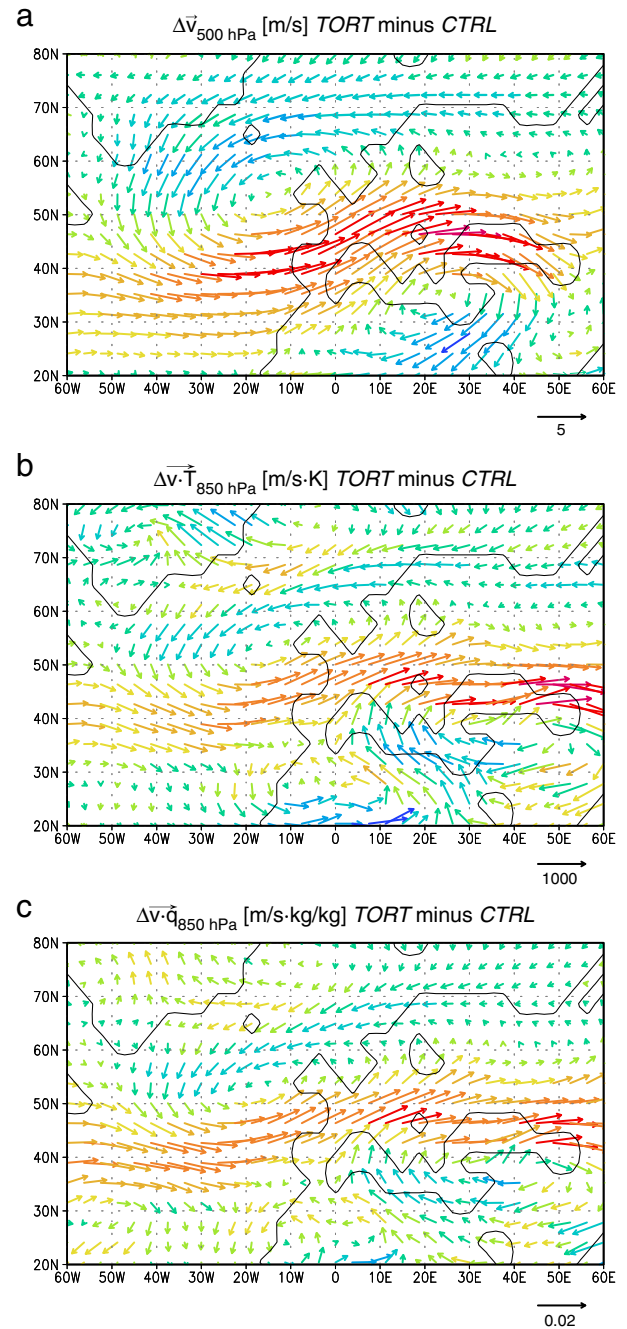 a
Δv⃗500 hPa [m/s] TORT minus CTRL
80N
70N
60N
50N
40N
30N
20N
60W 50W 40W 30W 20W 10W 0 10E 20E 30E 40E 50E 60E
5
b
Δv·T⃗850 hPa [m/s·K] TORT minus CTRL
80N
70N
60N
50N
40N
30N
20N
60W 50W 40W 30W 20W 10W 0 10E 20E 30E 40E 50E 60E
1000
c
Δv·q⃗850 hPa [m/s·kg/kg] TORT minus CTRL
80N
70N
60N
50N
40N
30N
20N
60W 50W 40W 30W 20W 10W 0 10E 20E 30E 40E 50E 60E
0.02